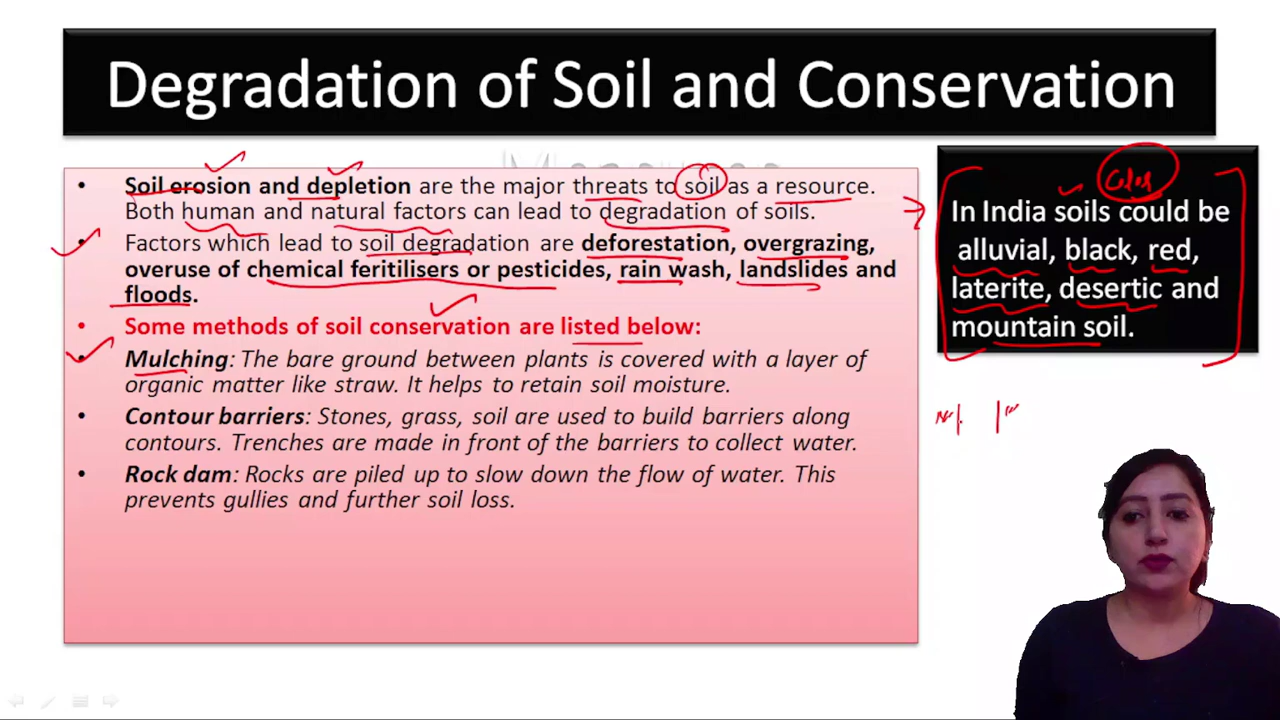 Degradation of Soil and Conservation
• Soil erosion and depletion are the major threats to soil as a resource.
Both human and natural factors can lead to degradation of soils.
• Factors which lead to soil degradation are deforestation, overgrazing,
overuse of chemical feritilisers or pesticides, rain wash, landslides and
floods.
• Some methods of soil conservation are listed below:
• Mulching: The bare ground between plants is covered with a layer of
organic matter like straw. It helps to retain soil moisture.
• Contour barriers: Stones, grass, soil are used to build barriers along
contours. Trenches are made in front of the barriers to collect water.
• Rock dam: Rocks are piled up to slow down the flow of water. This
prevents gullies and further soil loss.
Color
In India soils could be
alluvial, black, red,
laterite, desertic and
mountain soil.